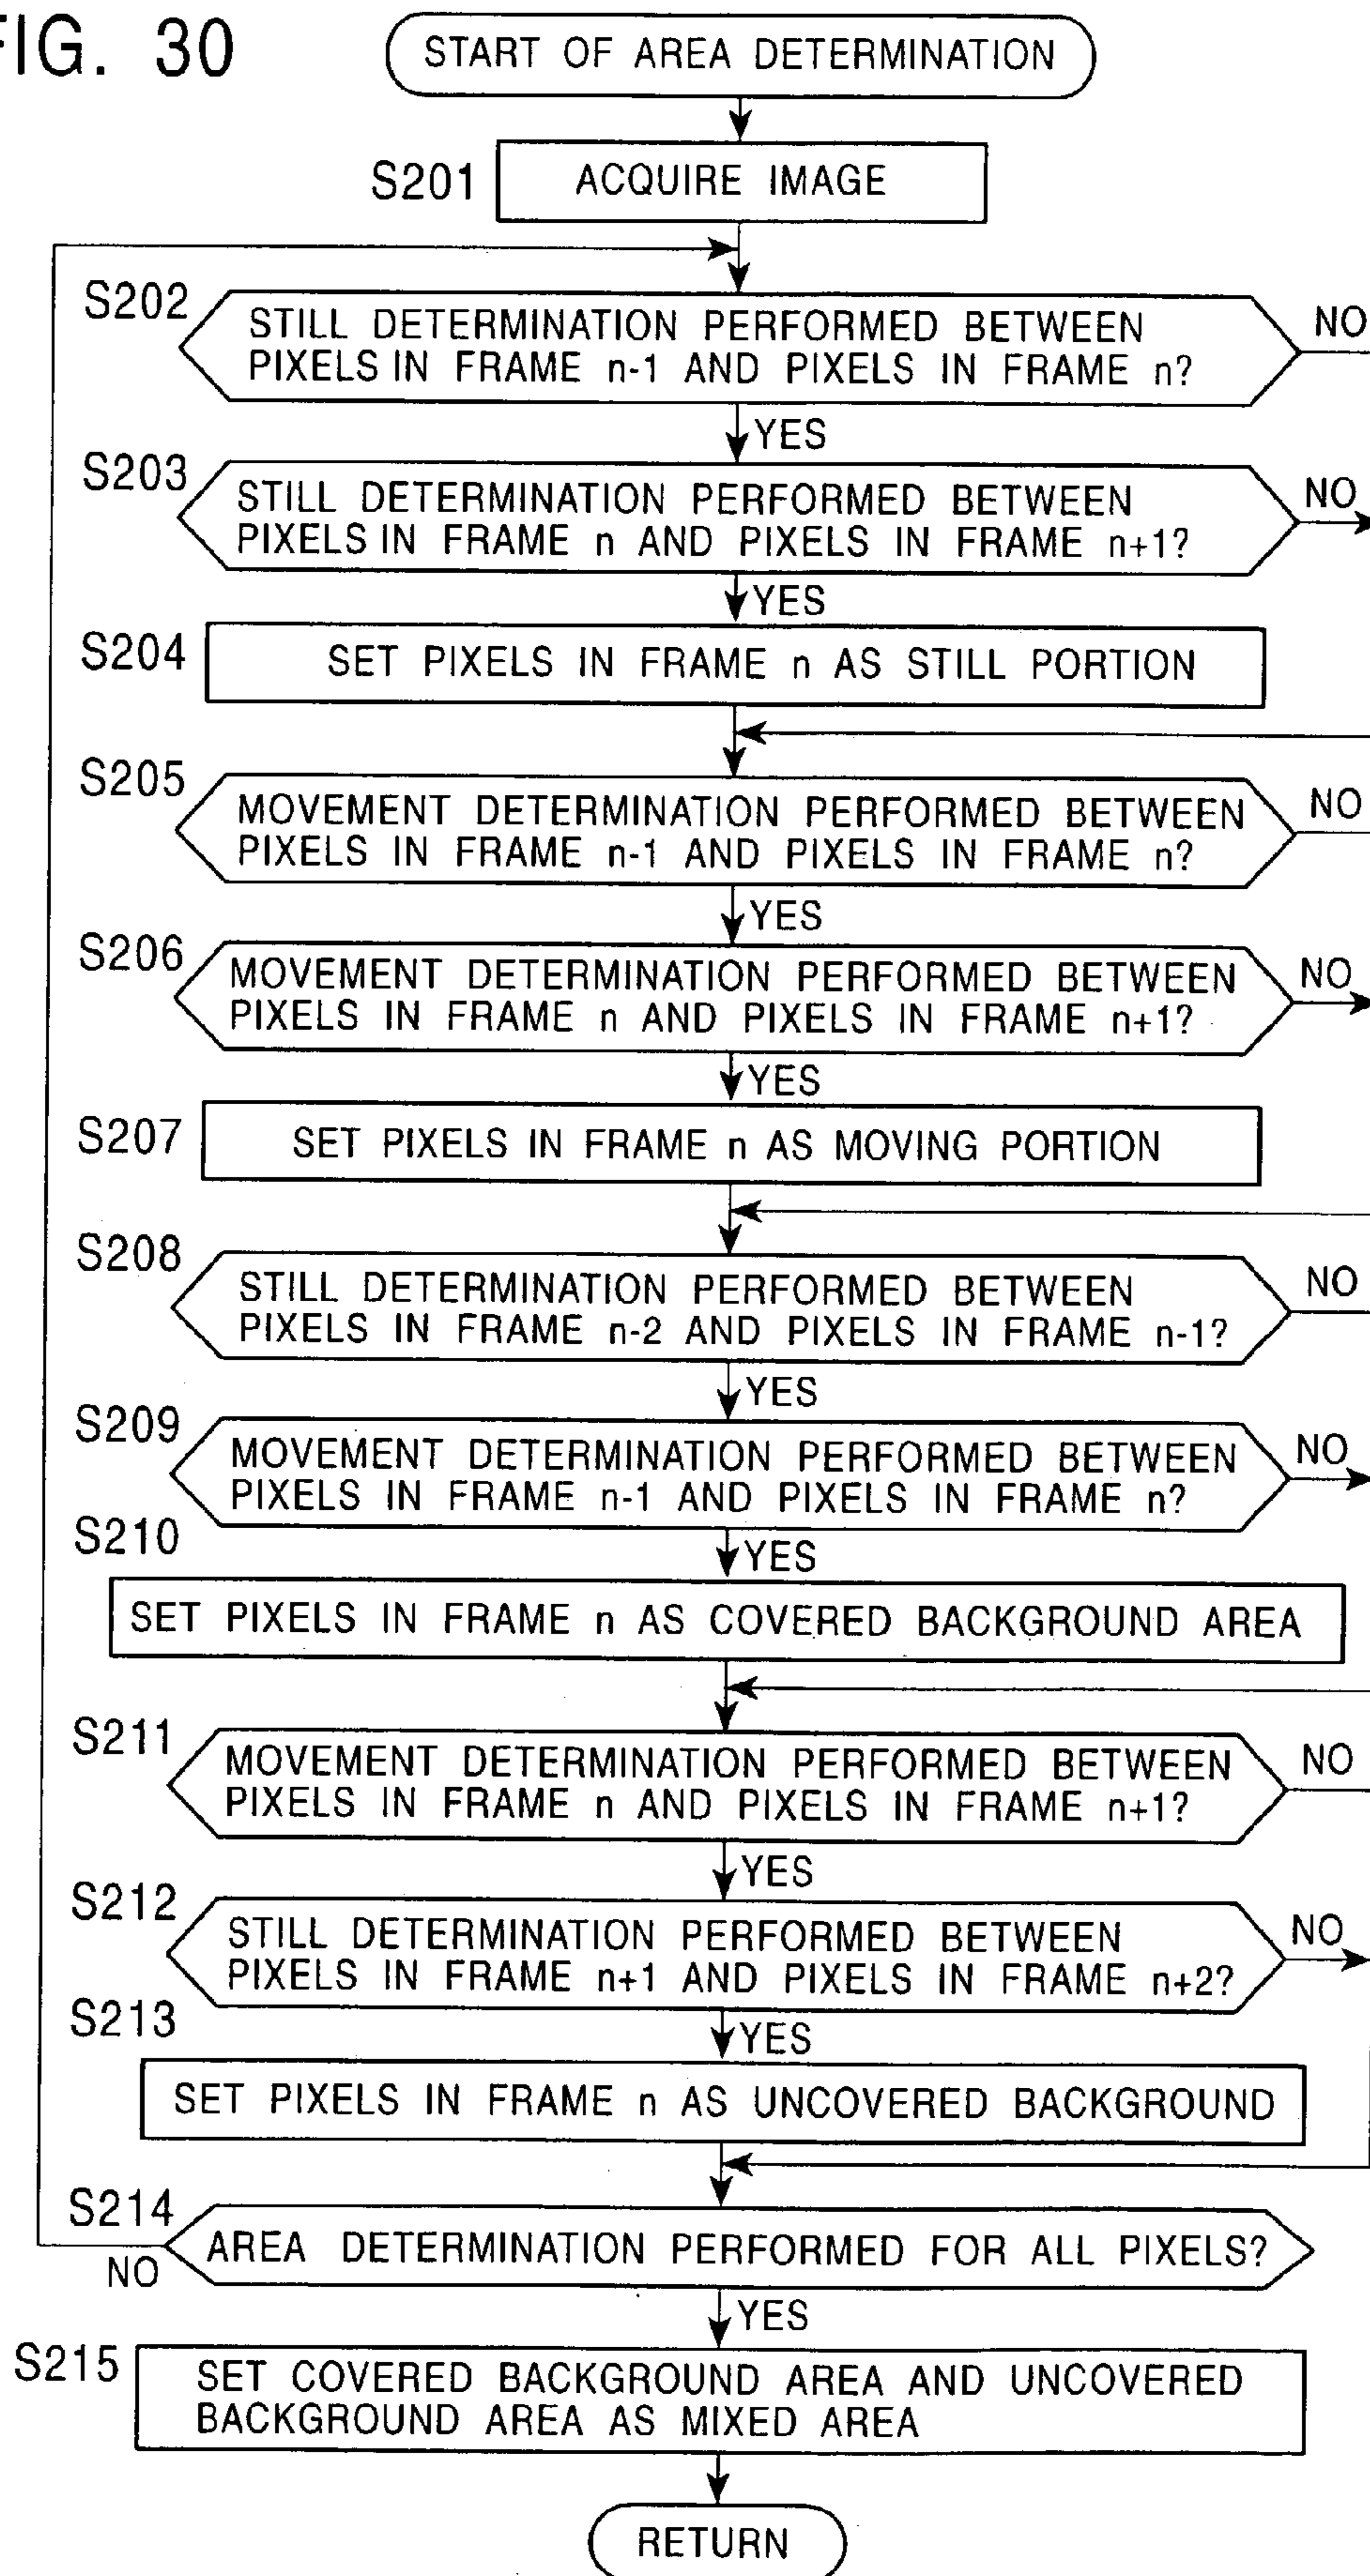 FIG. 30
START OF AREA DETERMINATION
S201
ACQUIRE IMAGE
S202
STILL DETERMINATION PERFORMED BETWEEN
PIXELS IN FRAME n-1 AND PIXELS IN FRAME n?
NO
YES
S203
STILL DETERMINATION PERFORMED BETWEEN
PIXELS IN FRAME n AND PIXELS IN FRAME n+1?
NO
YES
S204
SET PIXELS IN FRAME n AS STILL PORTION
S205
MOVEMENT DETERMINATION PERFORMED BETWEEN
PIXELS IN FRAME n-1 AND PIXELS IN FRAME n?
NO
YES
S206
MOVEMENT DETERMINATION PERFORMED BETWEEN
PIXELS IN FRAME n AND PIXELS IN FRAME n+1?
NO
YES
S207
SET PIXELS IN FRAME n AS MOVING PORTION
S208
STILL DETERMINATION PERFORMED BETWEEN
PIXELS IN FRAME n-2 AND PIXELS IN FRAME n-1?
NO
YES
S209
MOVEMENT DETERMINATION PERFORMED BETWEEN
PIXELS IN FRAME n-1 AND PIXELS IN FRAME n?
NO
YES
S210
SET PIXELS IN FRAME n AS COVERED BACKGROUND AREA
S211
MOVEMENT DETERMINATION PERFORMED BETWEEN
PIXELS IN FRAME n AND PIXELS IN FRAME n+1?
NO
YES
S212
STILL DETERMINATION PERFORMED BETWEEN
PIXELS IN FRAME n+1 AND PIXELS IN FRAME n+2?
NO
YES
S213
SET PIXELS IN FRAME n AS UNCOVERED BACKGROUND
S214
AREA DETERMINATION PERFORMED FOR ALL PIXELS?
NO
YES
S215
SET COVERED BACKGROUND AREA AND UNCOVERED
BACKGROUND AREA AS MIXED AREA
RETURN